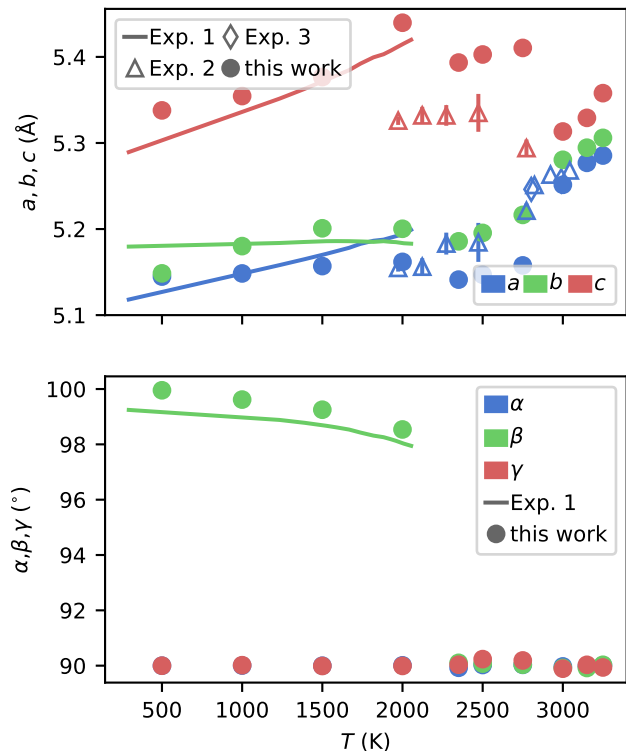 a, b, c (Å)
5.4
5.3
5.2
5.1
Exp. 1
Exp. 3
Exp. 2
this work
a
b
c
α,β,γ (°)
100
98
96
94
92
90
α
β
γ
Exp. 1
this work
500
1000
1500
2000
2500
3000
T (K)